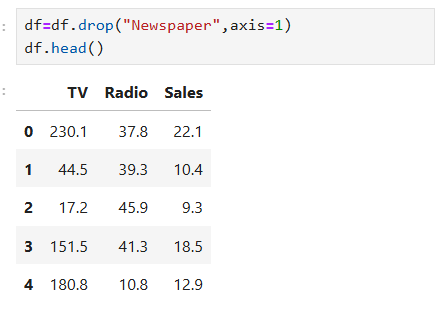 :
df=df.drop("Newspaper",axis=1)
df.head()
:
TV Radio Sales
0 230.1 37.8 22.1
1 44.5 39.3 10.4
2 17.2 45.9 9.3
3 151.5 41.3 18.5
4 180.8 10.8 12.9